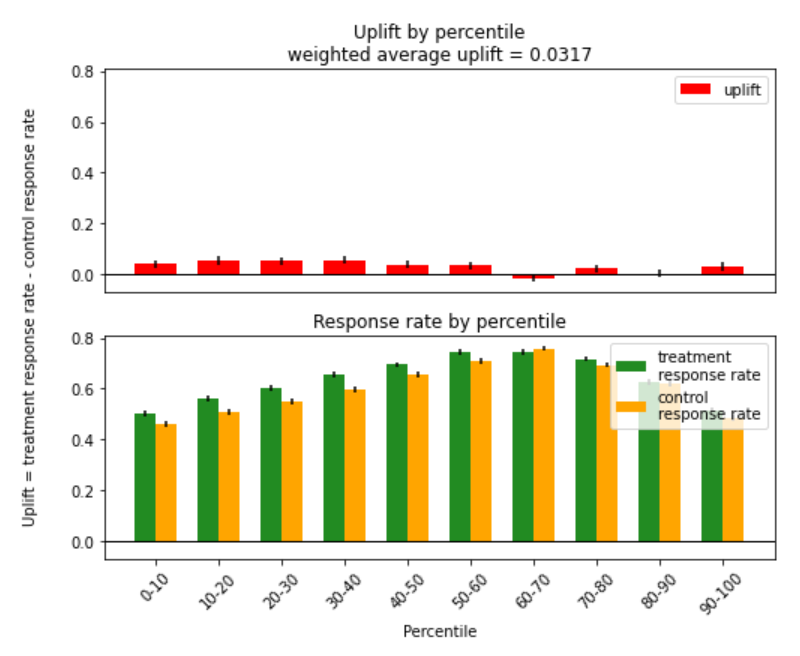 Uplift by percentile
weighted average uplift = 0.0317
0.8
0.6
0.4
0.2
0.0
uplift
Uplift = treatment response rate - control response rate
Response rate by percentile
0.8
0.6
0.4
0.2
0.0
treatment
response rate
control
response rate
0-10
10-20
20-30
30-40
40-50
50-60
60-70
70-80
80-90
90-100
Percentile